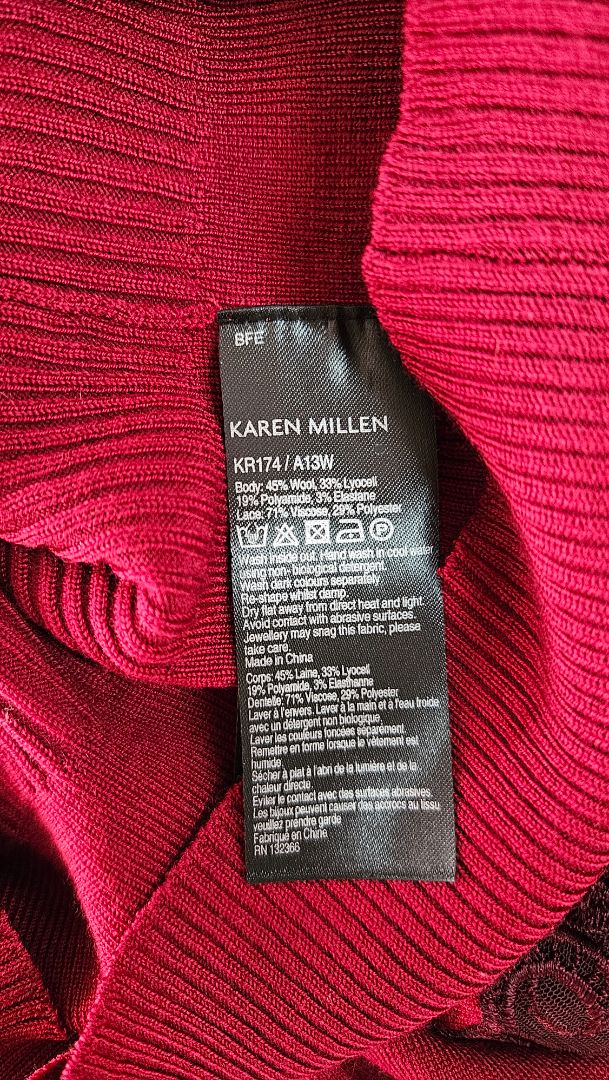 BFE
KAREN MILLEN
KR174 / A13W
Body: 45% Wool, 33% Lyocell
19% Polyamide, 3% Elastane
Lace: 71% Viscose, 29% Polyester
Wash inside out. Hand wash in cool water
using non- biological detergent.
Wash dark colours separately
Re-shape whilst damp.
Dry flat away from direct heat and light.
Avoid contact with abrasive surfaces.
Jewellery may snag this fabric, please
take care.
Made in China
Corps: 45% Laine, 33% Lyocell
19% Polyamide, 3% Elasthanne
Dentelle: 71% Viscose, 29% Polyester
Laver à l'envers. Laver à la main et à l'eau froide
avec un détergent non biologique.
Laver les couleurs foncées séparément.
Remettre en forme lorsque le vêtement est
humide.
Sécher à plat à l'abri de la lumière et de la
chaleur directe.
Eviter le contact avec des surfaces abrasives.
Les bijoux peuvent causer des accrocs au tissu
veuillez prendre garde
Fabriqué en Chine
RN 132366